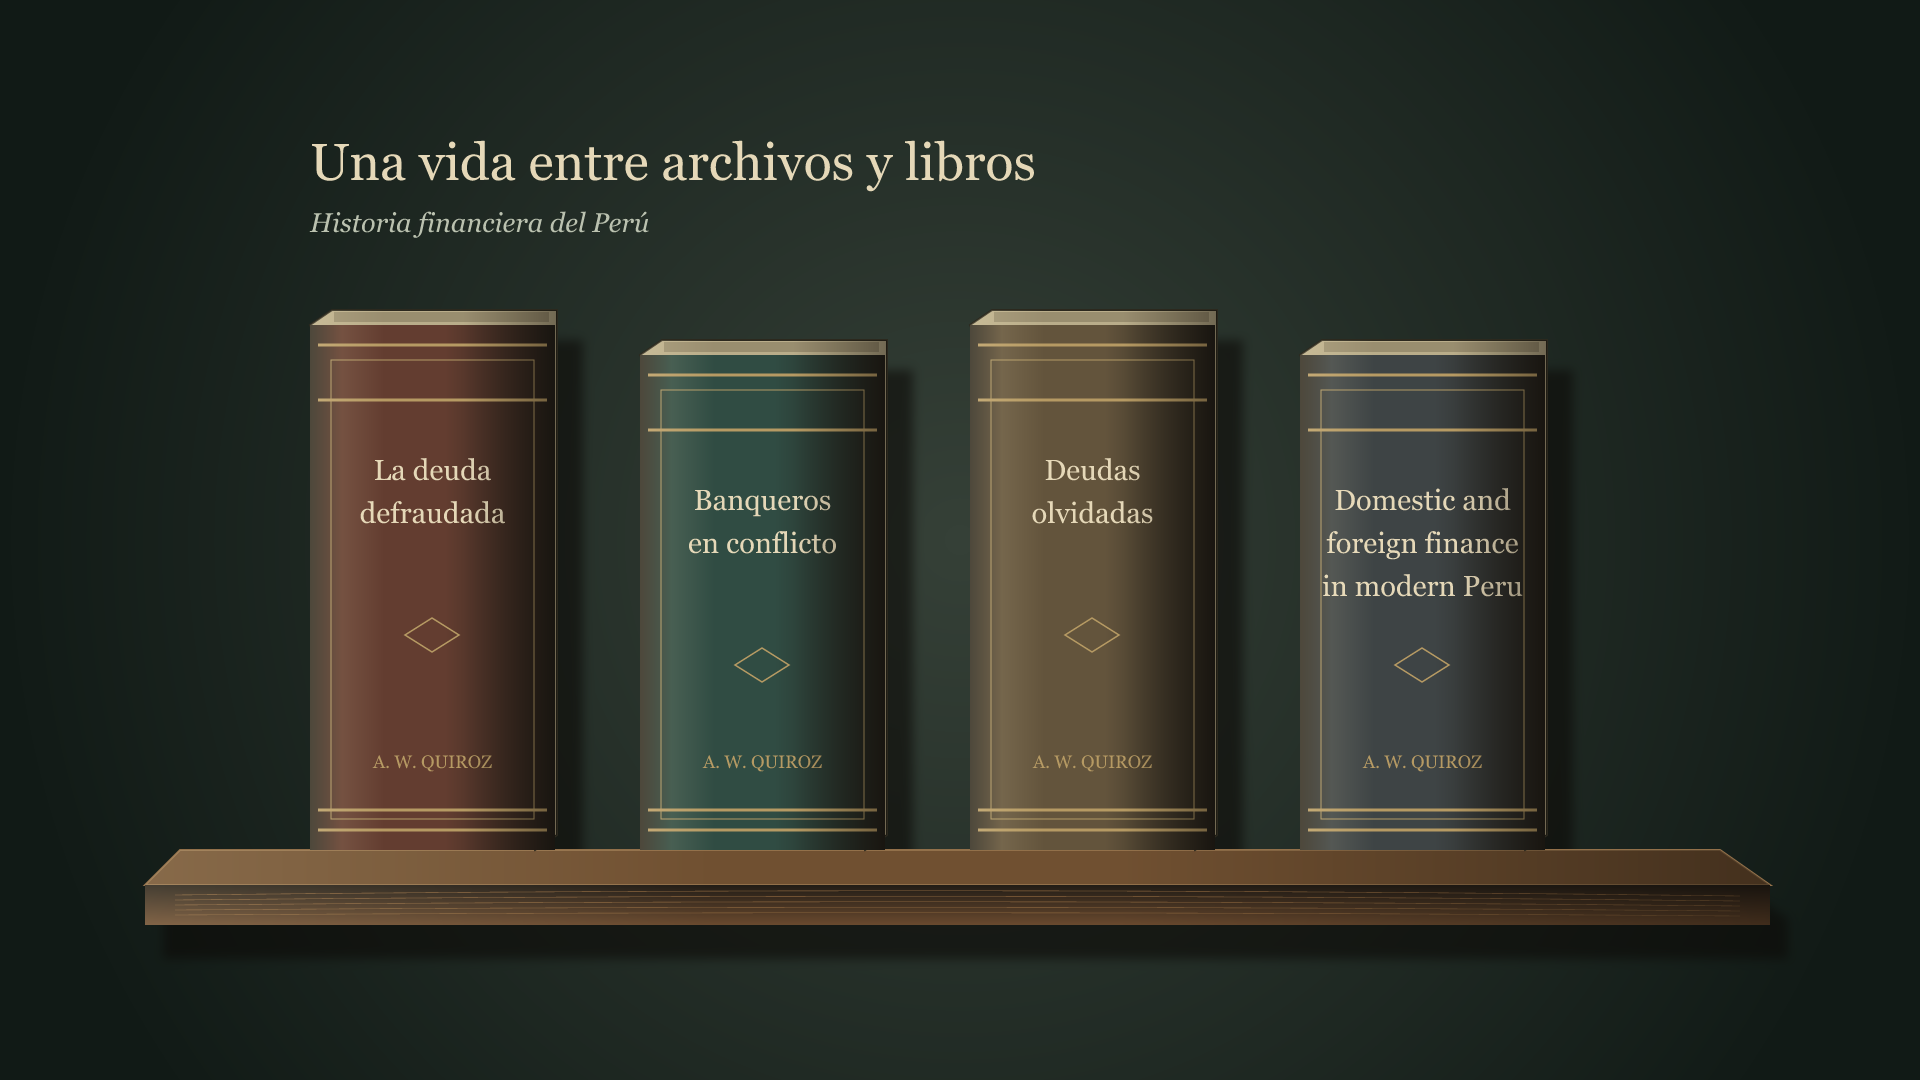 Una vida entre archivos y libros
Historia financiera del Perú
La deuda
defraudada
A. W. QUIROZ
Banqueros
en conflicto
A. W. QUIROZ
Deudas
olvidadas
A. W. QUIROZ
Domestic and
foreign finance
in modern Peru
A. W. QUIROZ